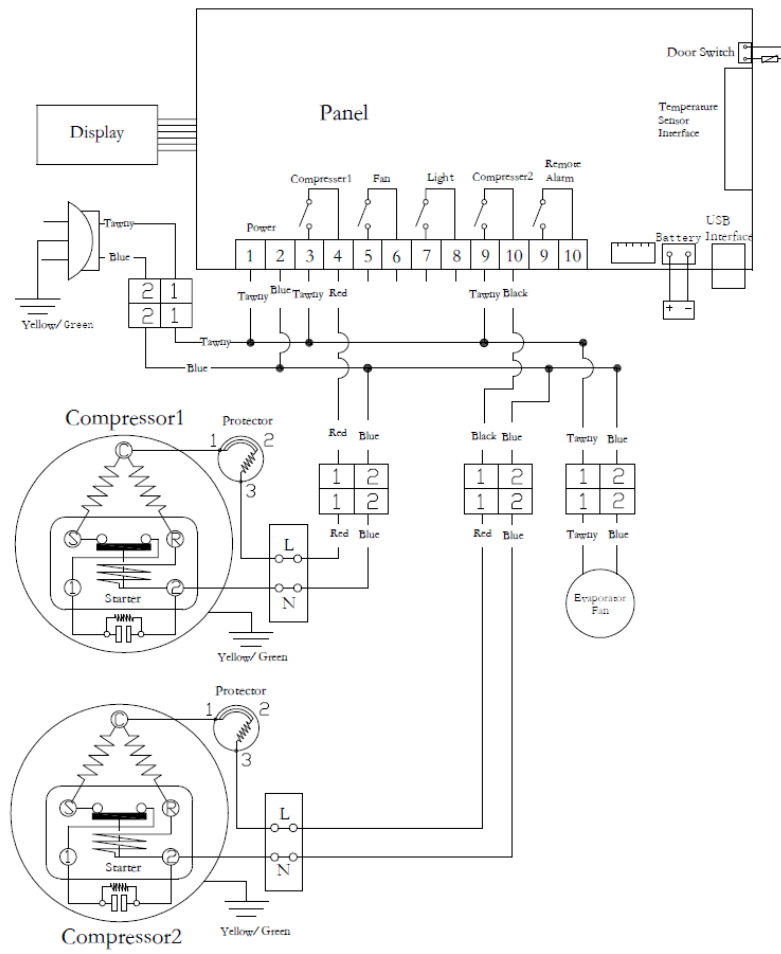 Door Switch
Panel
Temperature
Sensor
Interface
Display
Remote
Alarm
Compresser1
Fan
Light
Compresser2
Power
USB
Battery Interface
1 2 3 4 5 6 7 8 9 10 9 10
Tawny
Blue
Yellow/Green
2 1
2 1
Tawny Blue Tawny Red Tawny Black
+ -
Tawny
Blue
Compressor1
Protector
1 2
3
C
S R
1 2
Starter
L
N
Yellow/Green
Red Blue
1 2
1 2
Red Blue
Black Blue
1 2
1 2
Red Blue
Tawny Blue
1 2
1 2
Tawny Blue
Evaporator
Fan
Protector
1 2
3
C
S R
1 2
Starter
L
N
Yellow/Green
Compressor2